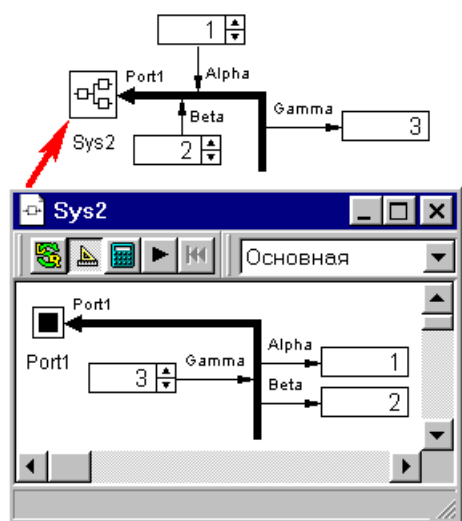 1
Port1
Alpha
Beta
Gamma
3
Sys2
2
Sys2
Основная
Port1
Port1
Gamma
3
Alpha
1
Beta
2